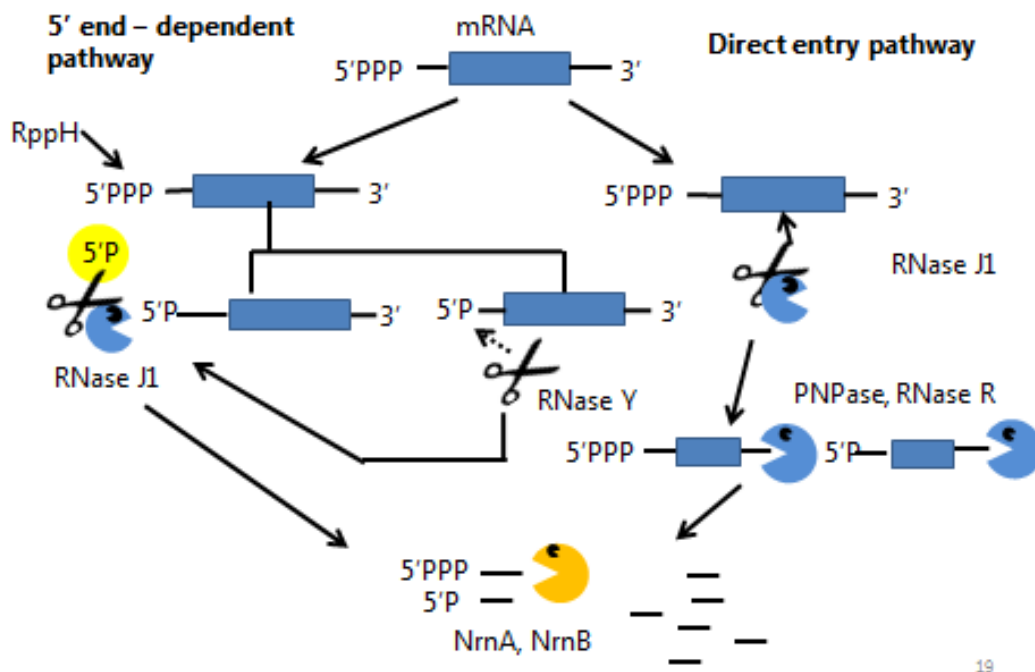 5′ end – dependent
pathway
mRNA
Direct entry pathway
5′PPP
3′
RppH
5′PPP
3′
5′PPP
3′
5′P
RNase J1
5′P
3′
5′P
3′
RNase J1
RNase Y
PNPase, RNase R
5′PPP
5′P
5′PPP
5′P
NrnA, NrnB
19